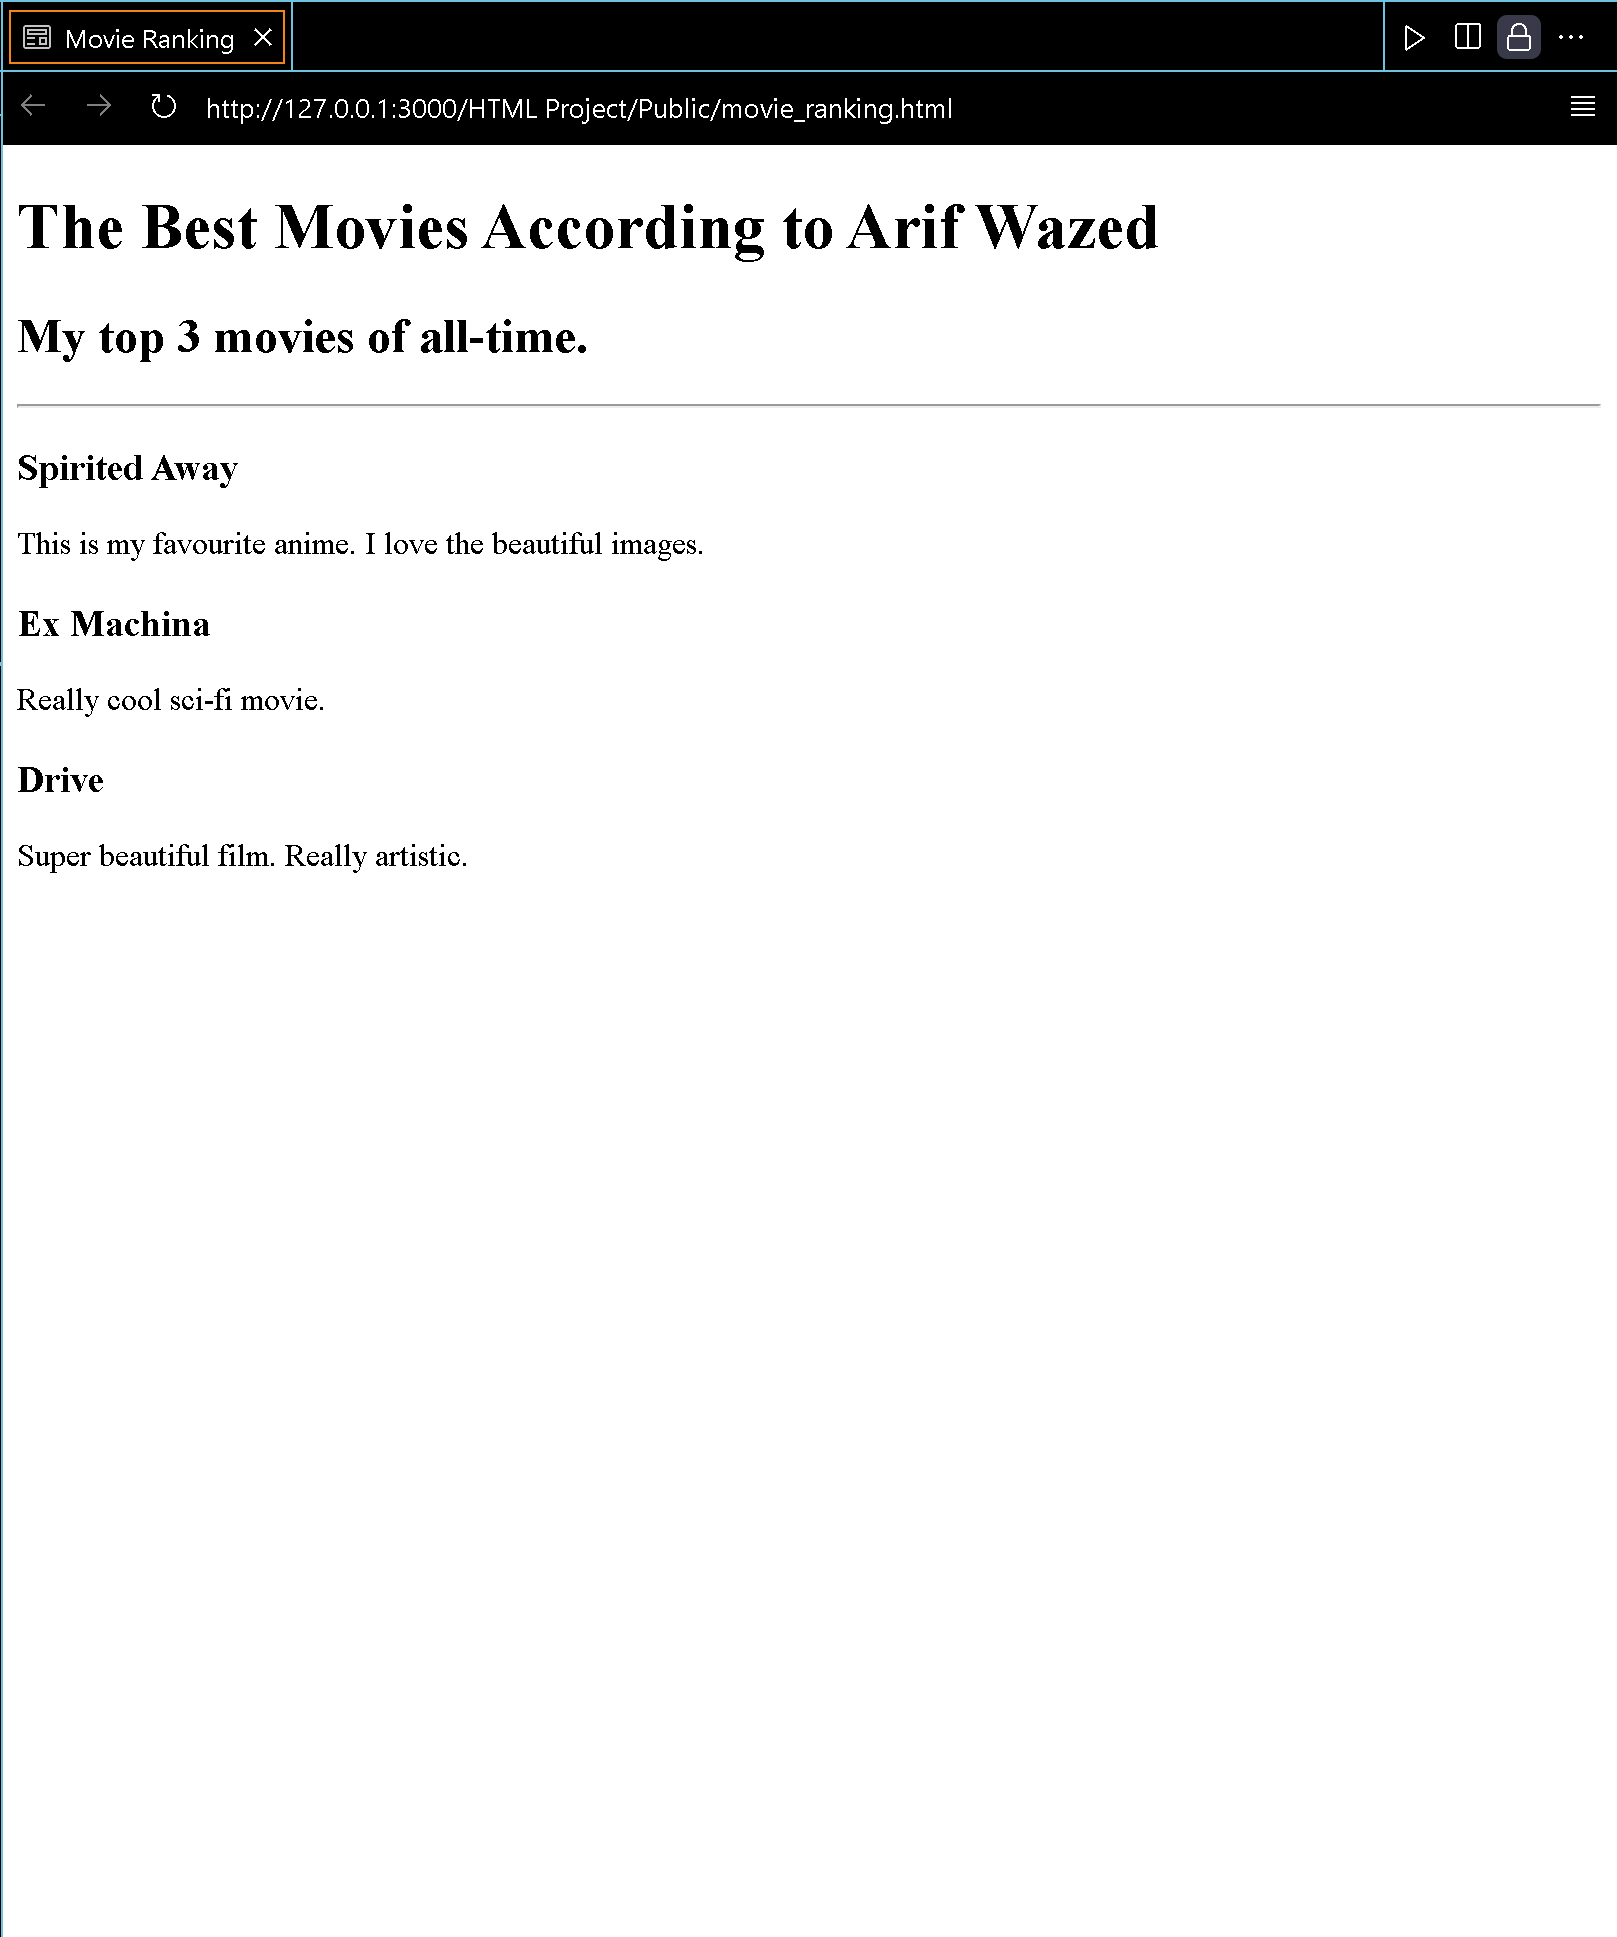 Movie Ranking
http://127.0.0.1:3000/HTML Project/Public/movie_ranking.html
The Best Movies According to Arif Wazed
My top 3 movies of all-time.
Spirited Away
This is my favourite anime. I love the beautiful images.
Ex Machina
Really cool sci-fi movie.
Drive
Super beautiful film. Really artistic.